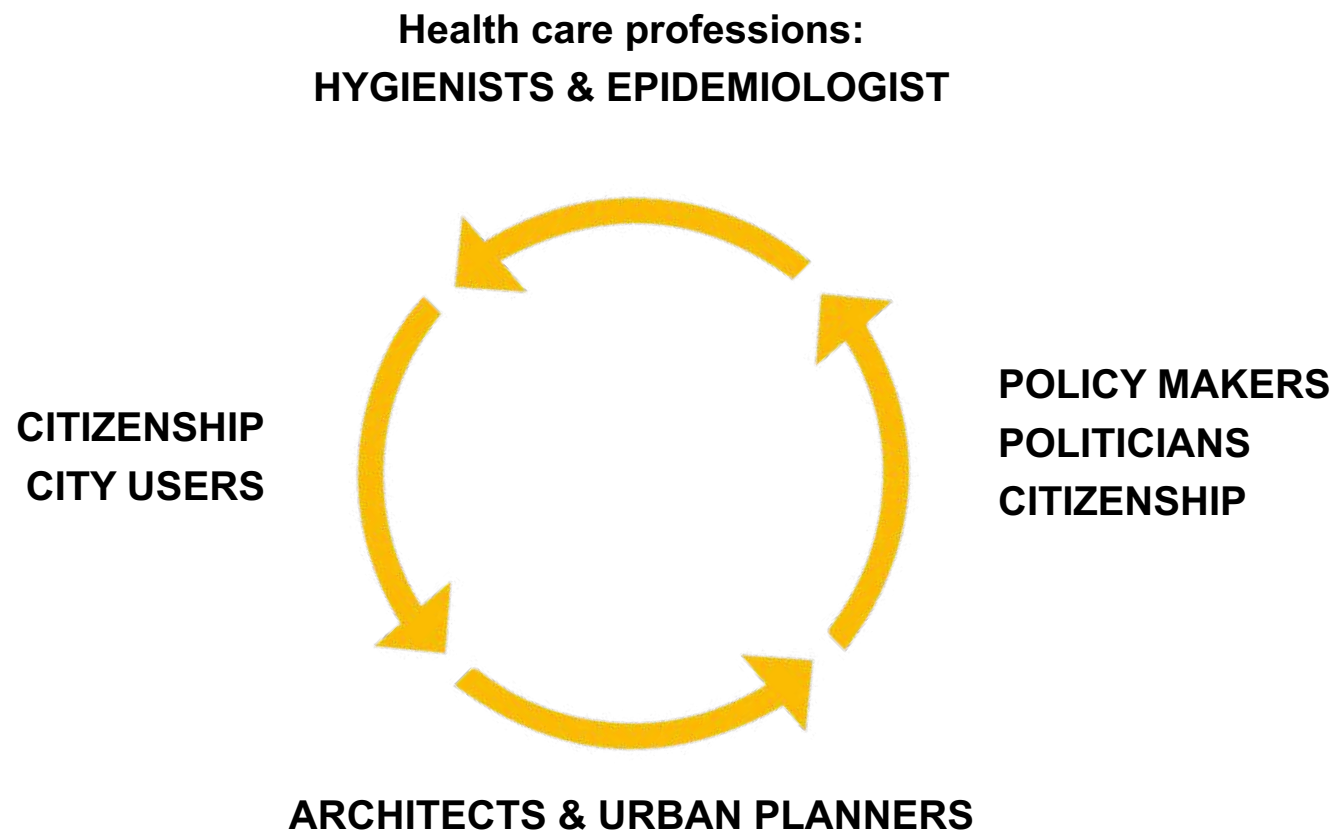 Health care professions:
HYGIENISTS & EPIDEMIOLOGIST
CITIZENSHIP
CITY USERS
POLICY MAKERS
POLITICIANS
CITIZENSHIP
ARCHITECTS & URBAN PLANNERS